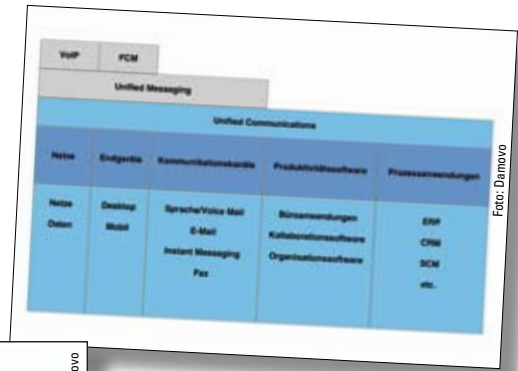 VoIP FCM
Unified Messaging
Unified Communications
Netze Endgeräte Kommunikationskanäle Produktivitätssoftware Prozessanwendungen
Netze Desktop Sprache/Voice Mail Büroanwendungen ERP
Daten Mobil E-Mail Kollaborationssoftware CRM
Instant Messaging Organisationssoftware SCM
Fax etc.
Foto: Damovo
ovo